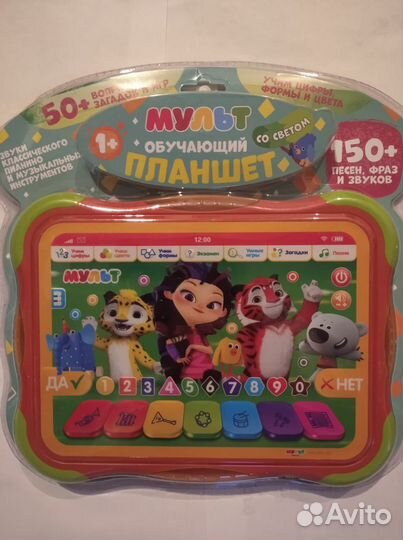 50+ ВОПРОСОВ, ЗАГАДОК И ИГР
УЧИМ ЦИФРЫ,
ФОРМЫ И ЦВЕТА
МУЛЬТ
1+
ОБУЧАЮЩИЙ
СО СВЕТОМ
ПЛАНШЕТ
ЗВУКИ
КЛАССИЧЕСКОГО
ПИАНИНО
И МУЗЫКАЛЬНЫХ
ИНСТРУМЕНТОВ
150+
ПЕСЕН, ФРАЗ
И ЗВУКОВ
12:00
123 Учим цифры
Учим цвета
Учим формы
? Экзамен
Умные игры
? Загадки
Песни
МУЛЬТ
ДА 1 2 3 4 5 6 7 8 9 0 НЕТ
МУЛЬТ
Avito